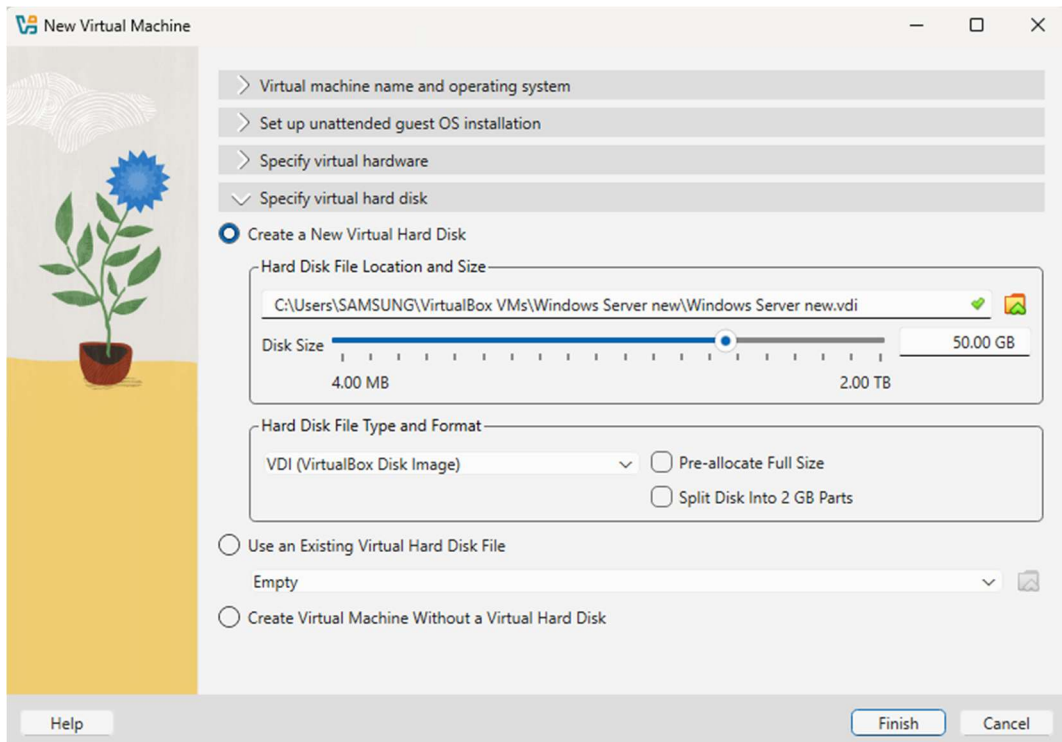 New Virtual Machine
Virtual machine name and operating system
Set up unattended guest OS installation
Specify virtual hardware
Specify virtual hard disk
Create a New Virtual Hard Disk
Hard Disk File Location and Size
C:\Users\SAMSUNG\VirtualBox VMs\Windows Server new\Windows Server new.vdi
Disk Size 50.00 GB
4.00 MB 2.00 TB
Hard Disk File Type and Format
VDI (VirtualBox Disk Image) Pre-allocate Full Size
Split Disk Into 2 GB Parts
Use an Existing Virtual Hard Disk File
Empty
Create Virtual Machine Without a Virtual Hard Disk
Help Finish Cancel